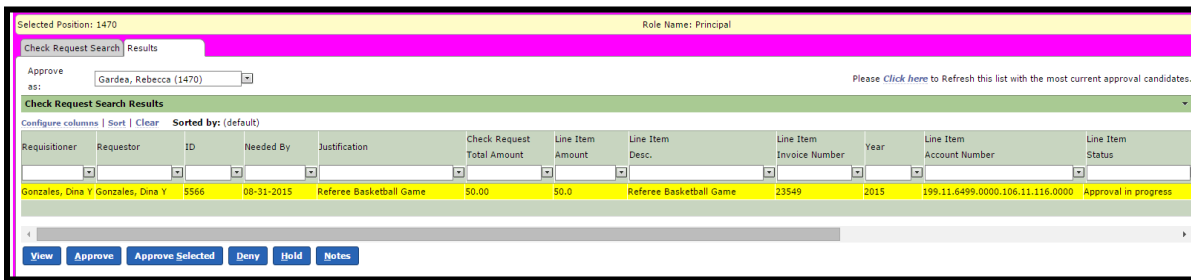 Selected Position: 1470 Role Name: Principal
Check Request Search Results
Approve as: Gardea, Rebecca (1470) Please Click here to Refresh this list with the most current approval candidates.
Check Request Search Results
Configure columns | Sort | Clear Sorted by: (default)
Requisitioner Requestor ID Needed By Justification Check Request Total Amount Line Item Amount Line Item Desc. Line Item Invoice Number Year Line Item Account Number Line Item Status
Gonzales, Dina Y Gonzales, Dina Y 5566 08-31-2015 Referee Basketball Game 50.00 50.0 Referee Basketball Game 23549 2015 199.11.6499.0000.106.11.116.0000 Approval in progress
View Approve Approve Selected Deny Hold Notes